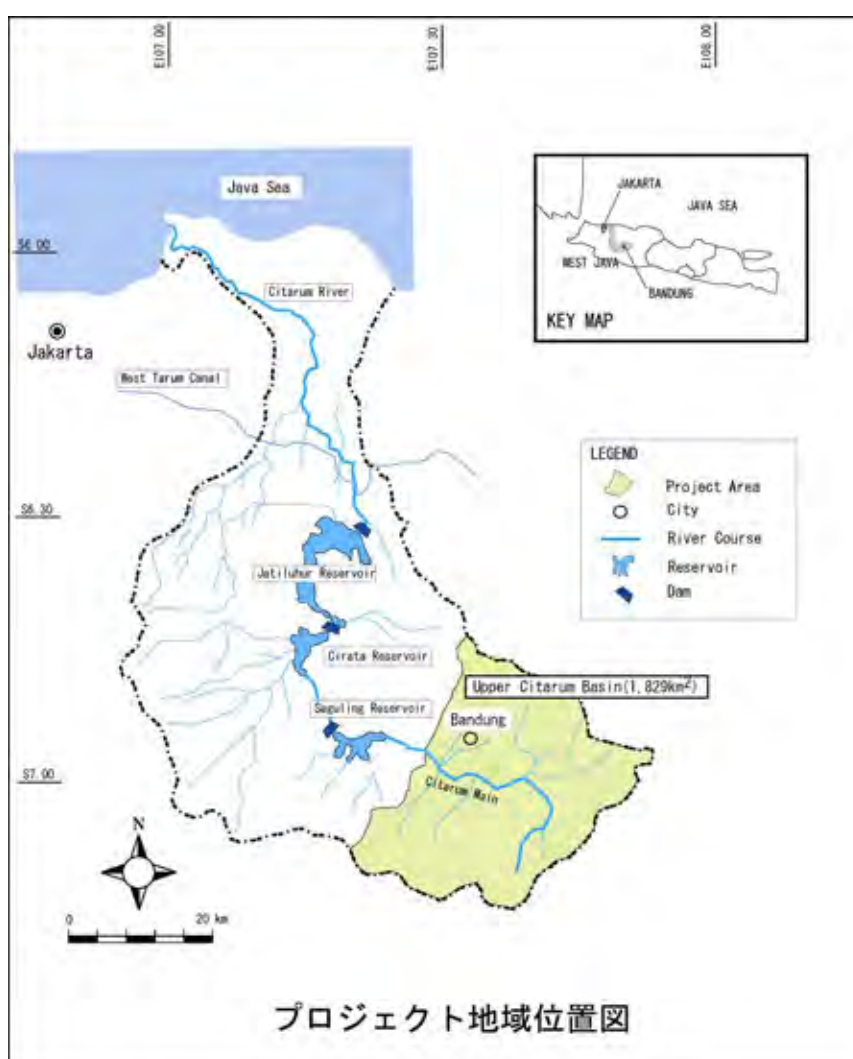 E107.00
E107.30
E108.00
Java Sea
S6.00
Citarum River
Jakarta
West Tarum Canal
JAKARTA
JAVA SEA
WEST JAVA
BANDUNG
KEY MAP
LEGEND
Project Area
City
River Course
Reservoir
Dam
S6.30
Jatiluhur Reservoir
Cirata Reservoir
Upper Citarum Basin(1,829km²)
Saguling Reservoir
Bandung
S7.00
Citarum Main
N
0 20 km
プロジェクト地域位置図